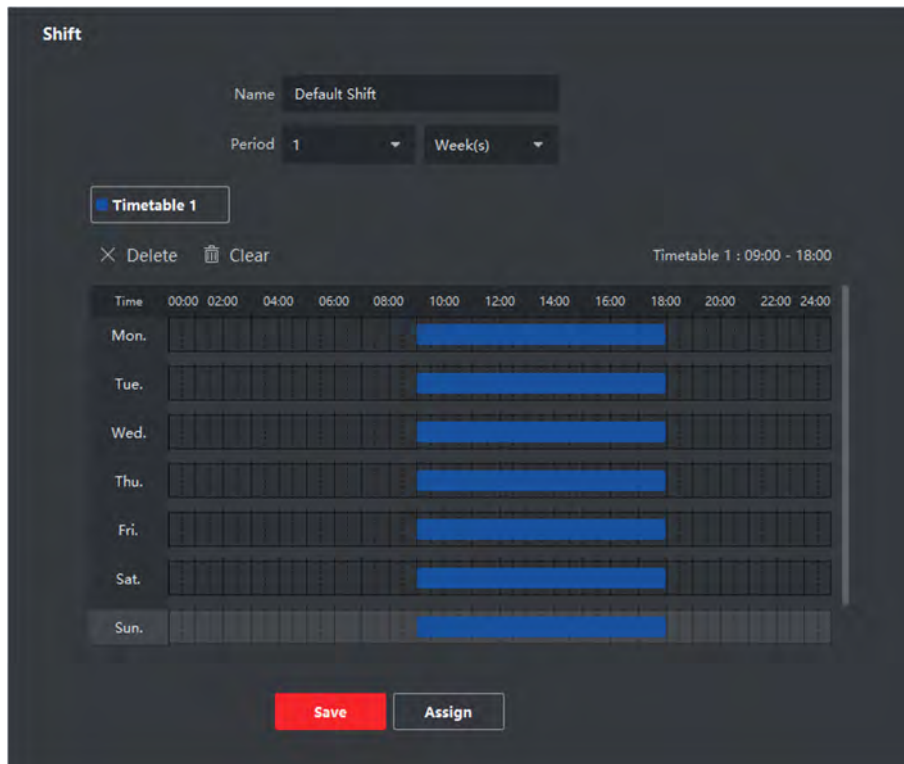 Shift
Name Default Shift
Period 1 Week(s)
Timetable 1
Delete Clear Timetable 1 : 09:00 - 18:00
Time 00:00 02:00 04:00 06:00 08:00 10:00 12:00 14:00 16:00 18:00 20:00 22:00 24:00
Mon.
Tue.
Wed.
Thu.
Fri.
Sat.
Sun.
Save Assign